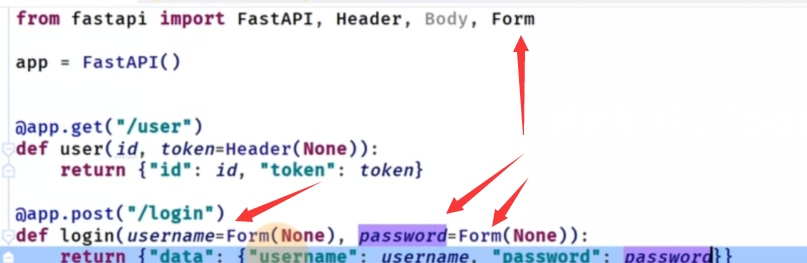 from fastapi import FastAPI, Header, Body, Form
app = FastAPI()
@app.get("/user")
def user(id, token=Header(None)):
return {"id": id, "token": token}
@app.post("/login")
def login(username=Form(None), password=Form(None)):
return {"data": {"username": username, "password": password}}